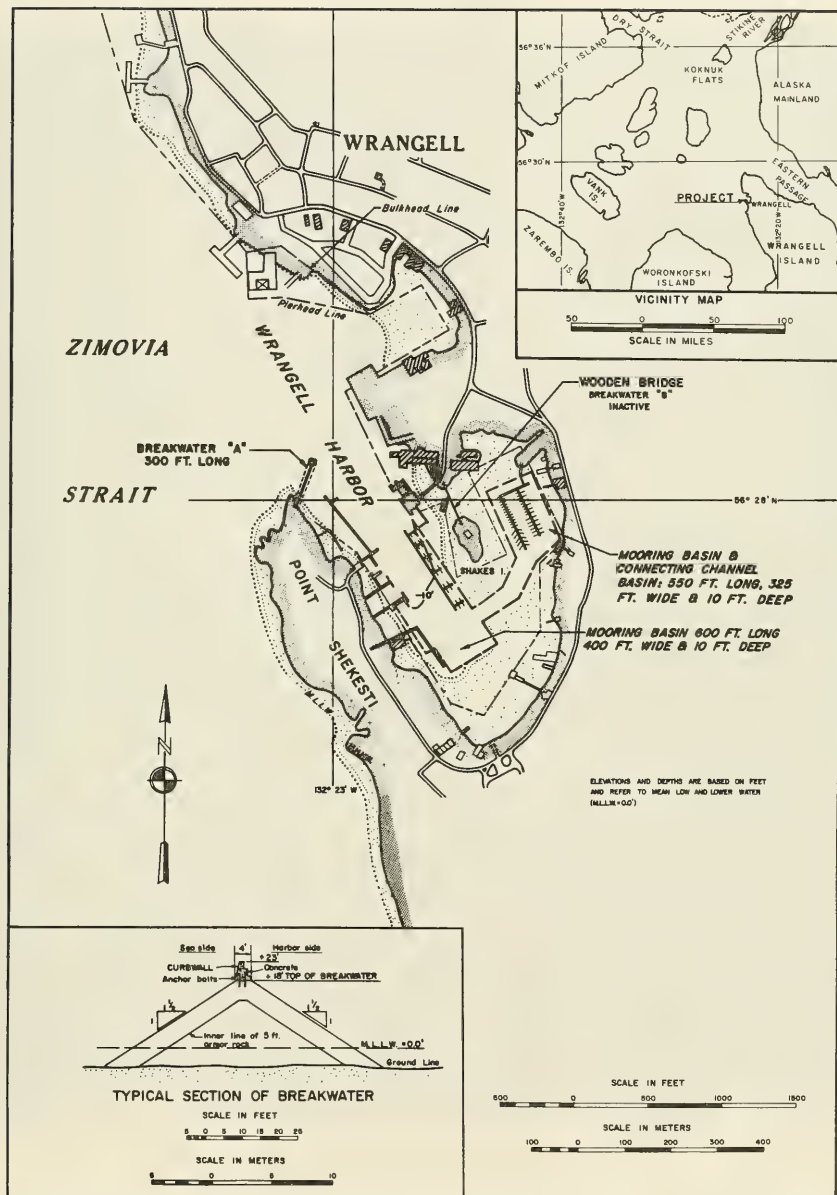 DRY STRAIT
STIKINE
RIVER
56°36' N
MITKOF ISLAND
KOKNUK
FLATS
ALASKA
MAINLAND
56°30' N
EASTERN
PASSAGE
VANK
IS.
PROJECT
WRANGELL
132°40' W
132°20' W
ZAREMBO IS.
WORONKOFSKI
ISLAND
WRANGELL
ISLAND
VICINITY MAP
50 0 50 100
SCALE IN MILES
WRANGELL
Bulkhead Line
Pierhead Line
ZIMOVIA
STRAIT
WRANGELL
HARBOR
WOODEN BRIDGE
BREAKWATER "B"
INACTIVE
BREAKWATER "A"
300 FT. LONG
56° 28' N
SHAKES I.
10'
MOORING BASIN &
CONNECTING CHANNEL
BASIN: 550 FT. LONG, 325
FT. WIDE & 10 FT. DEEP
MOORING BASIN 600 FT. LONG
400 FT. WIDE & 10 FT. DEEP
POINT
SHEKESTI
M.L.L.W.
N
132° 23' W
ELEVATIONS AND DEPTHS ARE BASED ON FEET
AND REFER TO MEAN LOW AND LOWER WATER
(M.L.L.W.=0.0')
Sea side 4' Harbor side
+ 23'
CURBWALL Concrete
Anchor bolts + 18' TOP OF BREAKWATER
1½ 1½
1 1
Inner line of 5 ft.
armor rock
M.L.L.W. =0.0'
Ground Line
TYPICAL SECTION OF BREAKWATER
SCALE IN FEET
5 0 5 10 15 20 25
SCALE IN METERS
5 0 5 10
SCALE IN FEET
500 0 500 1000 1500
SCALE IN METERS
100 0 100 200 300 400